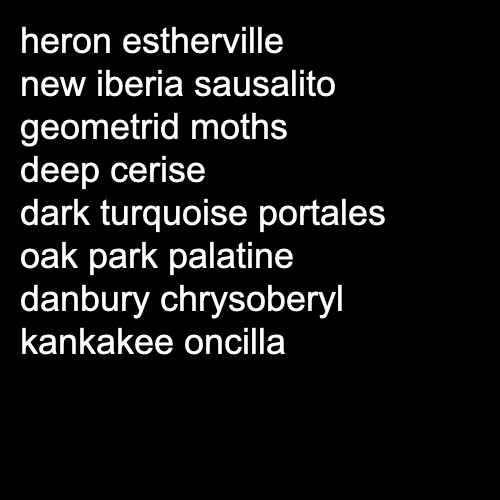 heron estherville
new iberia sausalito
geometrid moths
deep cerise
dark turquoise portales
oak park palatine
danbury chrysoberyl
kankakee oncilla